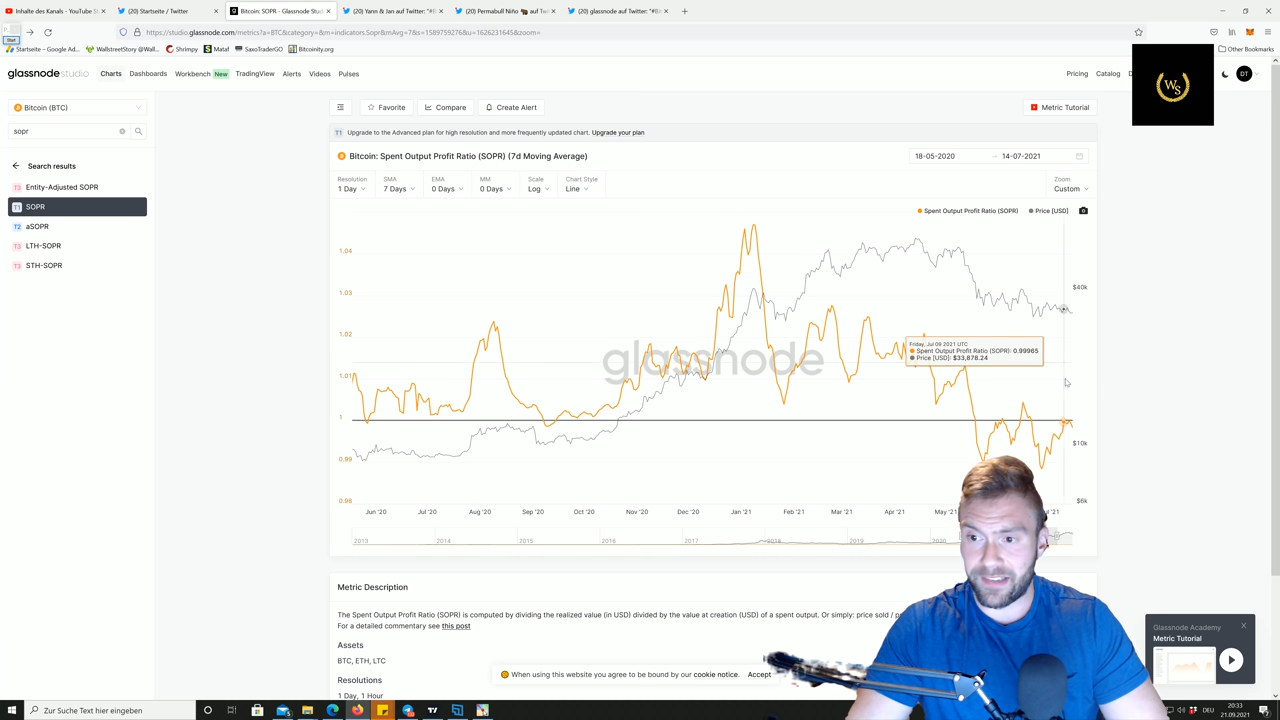 Inhalte des Kanals - YouTube St
(20) Startseite / Twitter
Bitcoin: SOPR - Glassnode Stud
(20) Yann & Jan auf Twitter: "#B
(20) Permabull Niño auf Twit
(20) glassnode auf Twitter: "#Bit
Start
https://studio.glassnode.com/metrics?a=BTC&category=&m=indicators.Sopr&mAvg=7&s=1589759276&u=1626231645&zoom=
Startseite – Google Ad...
WallstreetStory @Wall...
Shrimpy
Mataf
SaxoTraderGO
Bitcoinity.org
Other Bookmarks
glassnode studio
Charts
Dashboards
Workbench New
TradingView
Alerts
Videos
Pulses
Pricing
Catalog
D
DT
WS
Bitcoin (BTC)
Favorite
Compare
Create Alert
Metric Tutorial
sopr
T1 Upgrade to the Advanced plan for high resolution and more frequently updated chart. Upgrade your plan
Search results
T3 Entity-Adjusted SOPR
T1 SOPR
T2 aSOPR
T3 LTH-SOPR
T3 STH-SOPR
Bitcoin: Spent Output Profit Ratio (SOPR) (7d Moving Average)
18-05-2020 → 14-07-2021
Resolution
1 Day
SMA
7 Days
EMA
0 Days
MM
0 Days
Scale
Log
Chart Style
Line
Zoom
Custom
Spent Output Profit Ratio (SOPR)
Price [USD]
1.04
1.03
1.02
1.01
1
0.99
0.98
$40k
$10k
$6k
glassnode
Friday, Jul 09 2021 UTC
Spent Output Profit Ratio (SOPR): 0.99965
Price [USD]: $33,878.24
Jun '20
Jul '20
Aug '20
Sep '20
Oct '20
Nov '20
Dec '20
Jan '21
Feb '21
Mar '21
Apr '21
May '21
ul '21
2013
2014
2015
2016
2017
2018
2019
2020
Metric Description
The Spent Output Profit Ratio (SOPR) is computed by dividing the realized value (in USD) divided by the value at creation (USD) of a spent output. Or simply: price sold /
For a detailed commentary see this post
Assets
BTC, ETH, LTC
Resolutions
1 Day, 1 Hour
When using this website you agree to be bound by our cookie notice.
Accept
Glassnode Academy
Metric Tutorial
Zur Suche Text hier eingeben
DEU
20:33
21.09.2021